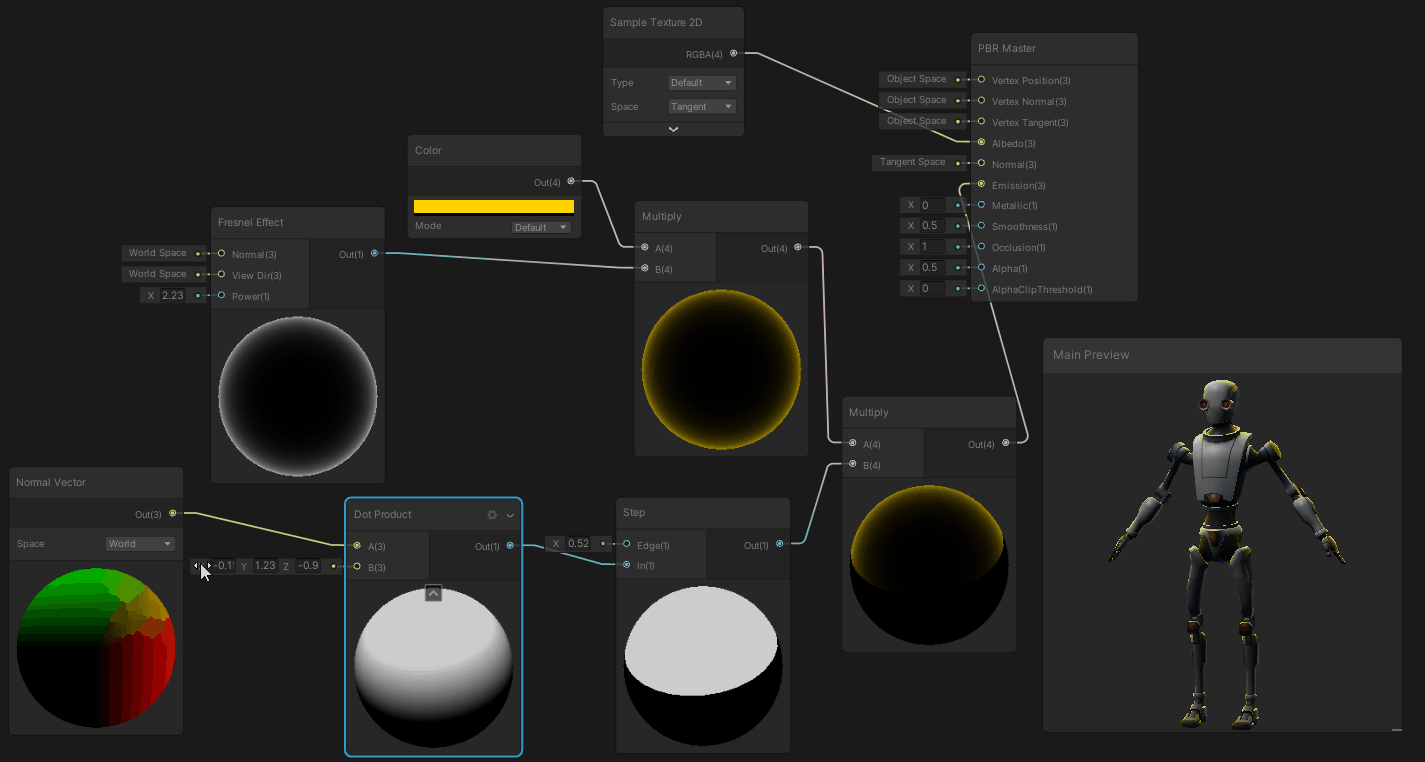 Sample Texture 2D
RGBA(4)
Type Default
Space Tangent
PBR Master
Object Space Vertex Position(3)
Object Space Vertex Normal(3)
Object Space Vertex Tangent(3)
Albedo(3)
Tangent Space Normal(3)
Emission(3)
X 0 Metallic(1)
X 0.5 Smoothness(1)
X 1 Occlusion(1)
X 0.5 Alpha(1)
X 0 AlphaClipThreshold(1)
Color
Out(4)
Mode Default
Fresnel Effect
World Space Normal(3) Out(1)
World Space View Dir(3)
X 2.23 Power(1)
Multiply
A(4) Out(4)
B(4)
Main Preview
Multiply
A(4) Out(4)
B(4)
Normal Vector
Out(3)
Space World
Dot Product
A(3) Out(1)
Y 1.23 Z -0.9 B(3)
Step
X 0.52 Edge(1) Out(1)
In(1)